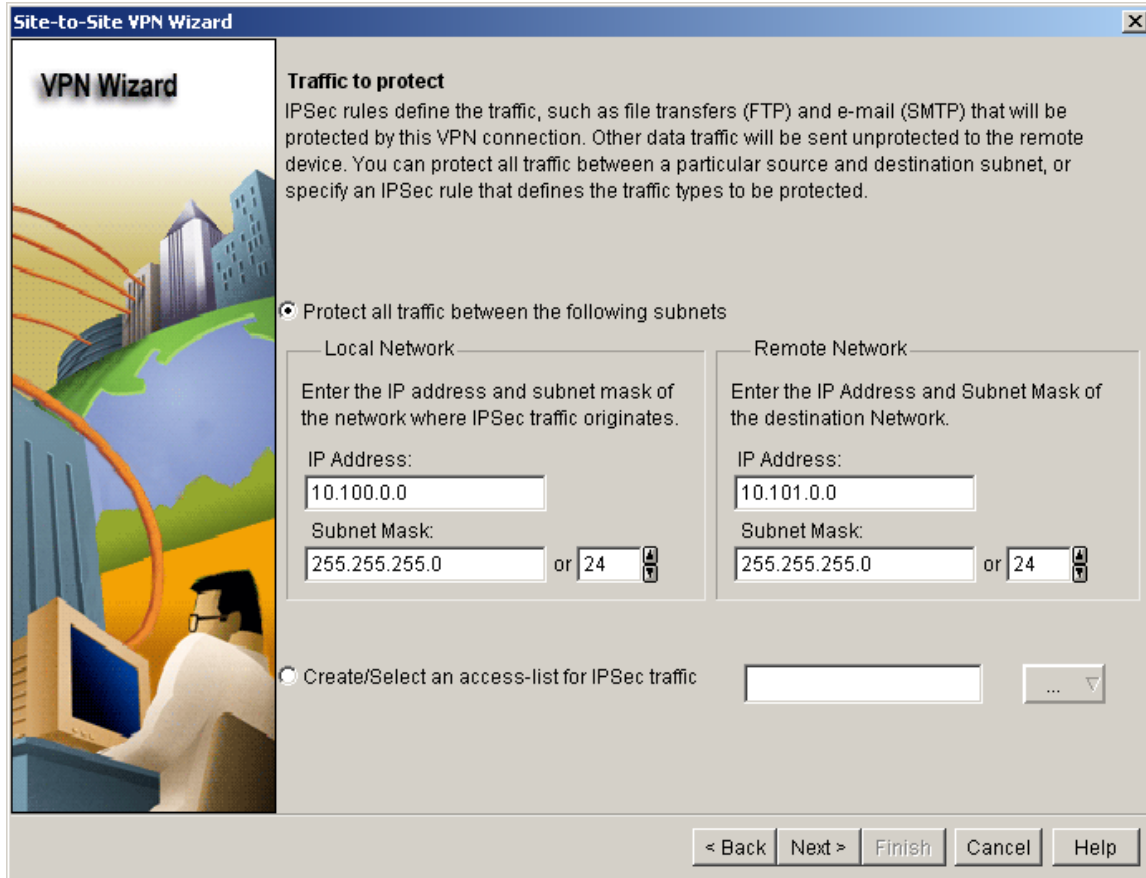 Site-to-Site VPN Wizard
VPN Wizard
Traffic to protect
IPSec rules define the traffic, such as file transfers (FTP) and e-mail (SMTP) that will be
protected by this VPN connection. Other data traffic will be sent unprotected to the remote
device. You can protect all traffic between a particular source and destination subnet, or
specify an IPSec rule that defines the traffic types to be protected.
Protect all traffic between the following subnets
Local Network
Enter the IP address and subnet mask of
the network where IPSec traffic originates.
IP Address:
10.100.0.0
Subnet Mask:
255.255.255.0 or 24
Remote Network
Enter the IP Address and Subnet Mask of
the destination Network.
IP Address:
10.101.0.0
Subnet Mask:
255.255.255.0 or 24
Create/Select an access-list for IPSec traffic ...
< Back Next > Finish Cancel Help